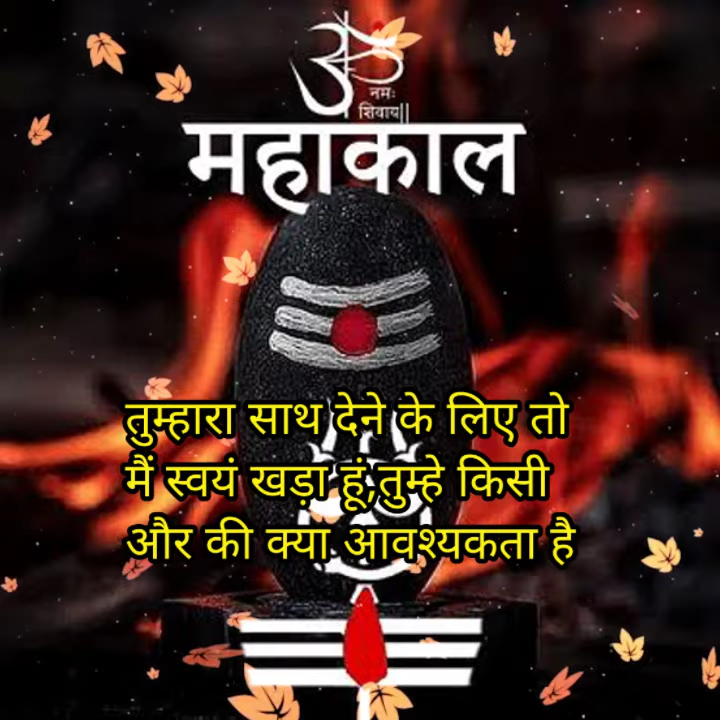 ॐ
नमः
शिवाय||
महाकाल
तुम्हारा साथ देने के लिए तो
मैं स्वयं खड़ा हूं,तुम्हे किसी
और की क्या आवश्यकता है